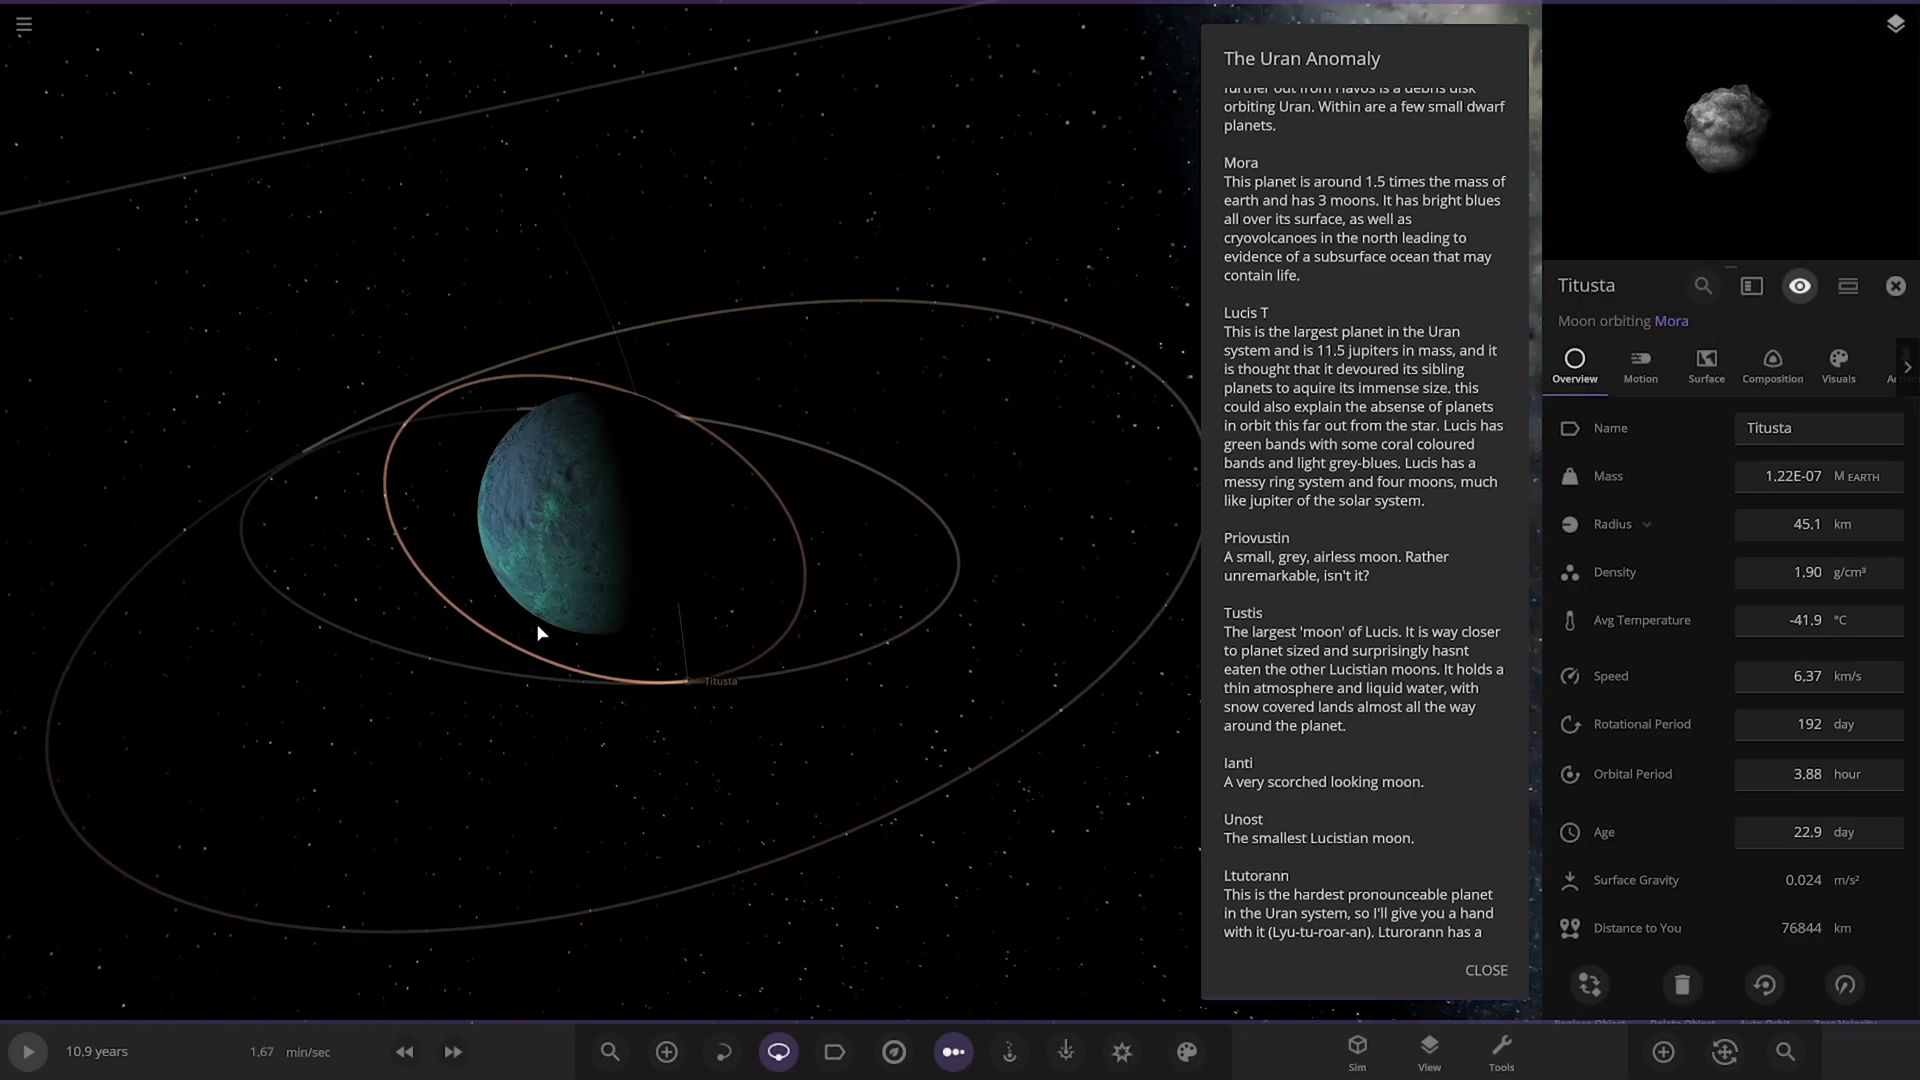 The Uran Anomaly
further out from Havos is a debris disk
orbiting Uran. Within are a few small dwarf
planets.
Mora
This planet is around 1.5 times the mass of
earth and has 3 moons. It has bright blues
all over its surface, as well as
cryovolcanoes in the north leading to
evidence of a subsurface ocean that may
contain life.
Lucis T
This is the largest planet in the Uran
system and is 11.5 jupiters in mass, and it
is thought that it devoured its sibling
planets to aquire its immense size. this
could also explain the absense of planets
in orbit this far out from the star. Lucis has
green bands with some coral coloured
bands and light grey-blues. Lucis has a
messy ring system and four moons, much
like jupiter of the solar system.
Priovustin
A small, grey, airless moon. Rather
unremarkable, isn't it?
Tustis
The largest 'moon' of Lucis. It is way closer
to planet sized and surprisingly hasnt
eaten the other Lucistian moons. It holds a
thin atmosphere and liquid water, with
snow covered lands almost all the way
around the planet.
Ianti
A very scorched looking moon.
Unost
The smallest Lucistian moon.
Ltutorann
This is the hardest pronounceable planet
in the Uran system, so I'll give you a hand
with it (Lyu-tu-roar-an). Lturorann has a
CLOSE
Titusta
Titusta
Moon orbiting Mora
Overview Motion Surface Composition Visuals
Name Titusta
Mass 1.22E-07 M EARTH
Radius 45.1 km
Density 1.90 g/cm³
Avg Temperature -41.9 °C
Speed 6.37 km/s
Rotational Period 192 day
Orbital Period 3.88 hour
Age 22.9 day
Surface Gravity 0.024 m/s²
Distance to You 76844 km
10.9 years 1.67 min/sec
Sim View Tools